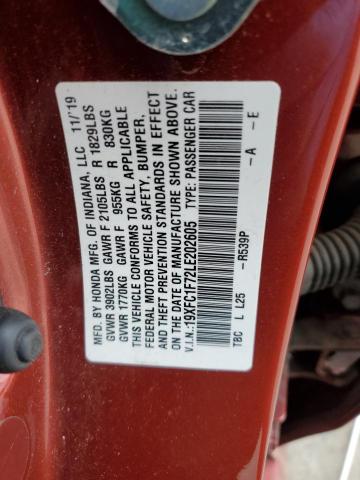 MFD. BY HONDA MFG. OF INDIANA, LLC 11/'19
GVWR 3902LBS GAWR F 2105LBS R 1829LBS
GVWR 1770KG GAWR F 955KG R 830KG
THIS VEHICLE CONFORMS TO ALL APPLICABLE
FEDERAL MOTOR VEHICLE SAFETY, BUMPER,
AND THEFT PREVENTION STANDARDS IN EFFECT
ON THE DATE OF MANUFACTURE SHOWN ABOVE.
V.I.N.:19XFC1F72LE202605 TYPE: PASSENGER CAR
-R539P -A -E
TBC L L25